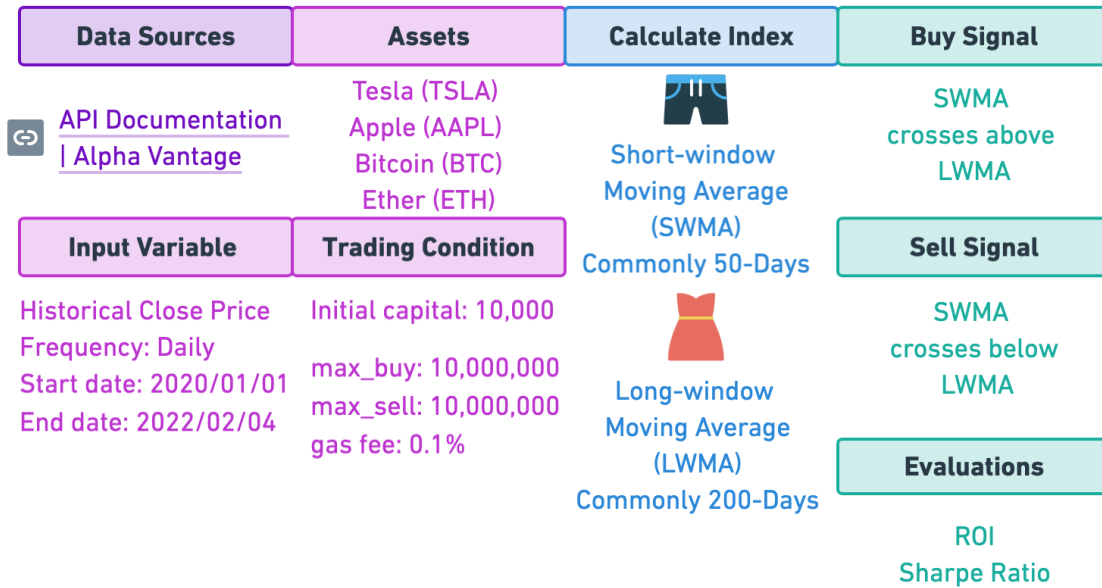 Data Sources
API Documentation
| Alpha Vantage
Assets
Tesla (TSLA)
Apple (AAPL)
Bitcoin (BTC)
Ether (ETH)
Calculate Index
Short-window
Moving Average
(SWMA)
Commonly 50-Days
Long-window
Moving Average
(LWMA)
Commonly 200-Days
Buy Signal
SWMA
crosses above
LWMA
Input Variable
Historical Close Price
Frequency: Daily
Start date: 2020/01/01
End date: 2022/02/04
Trading Condition
Initial capital: 10,000
max_buy: 10,000,000
max_sell: 10,000,000
gas fee: 0.1%
Sell Signal
SWMA
crosses below
LWMA
Evaluations
ROI
Sharpe Ratio